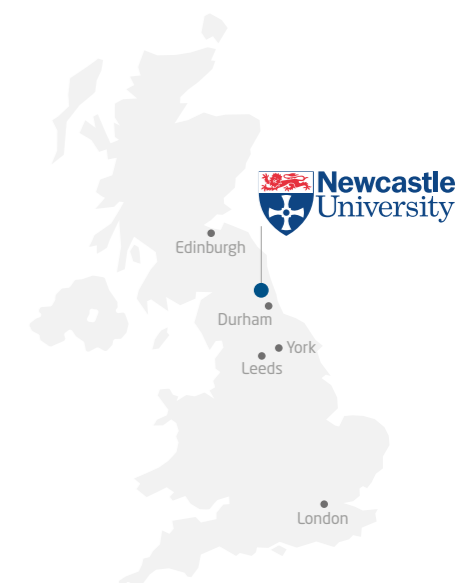 Newcastle
University
Edinburgh
Durham
York
Leeds
London